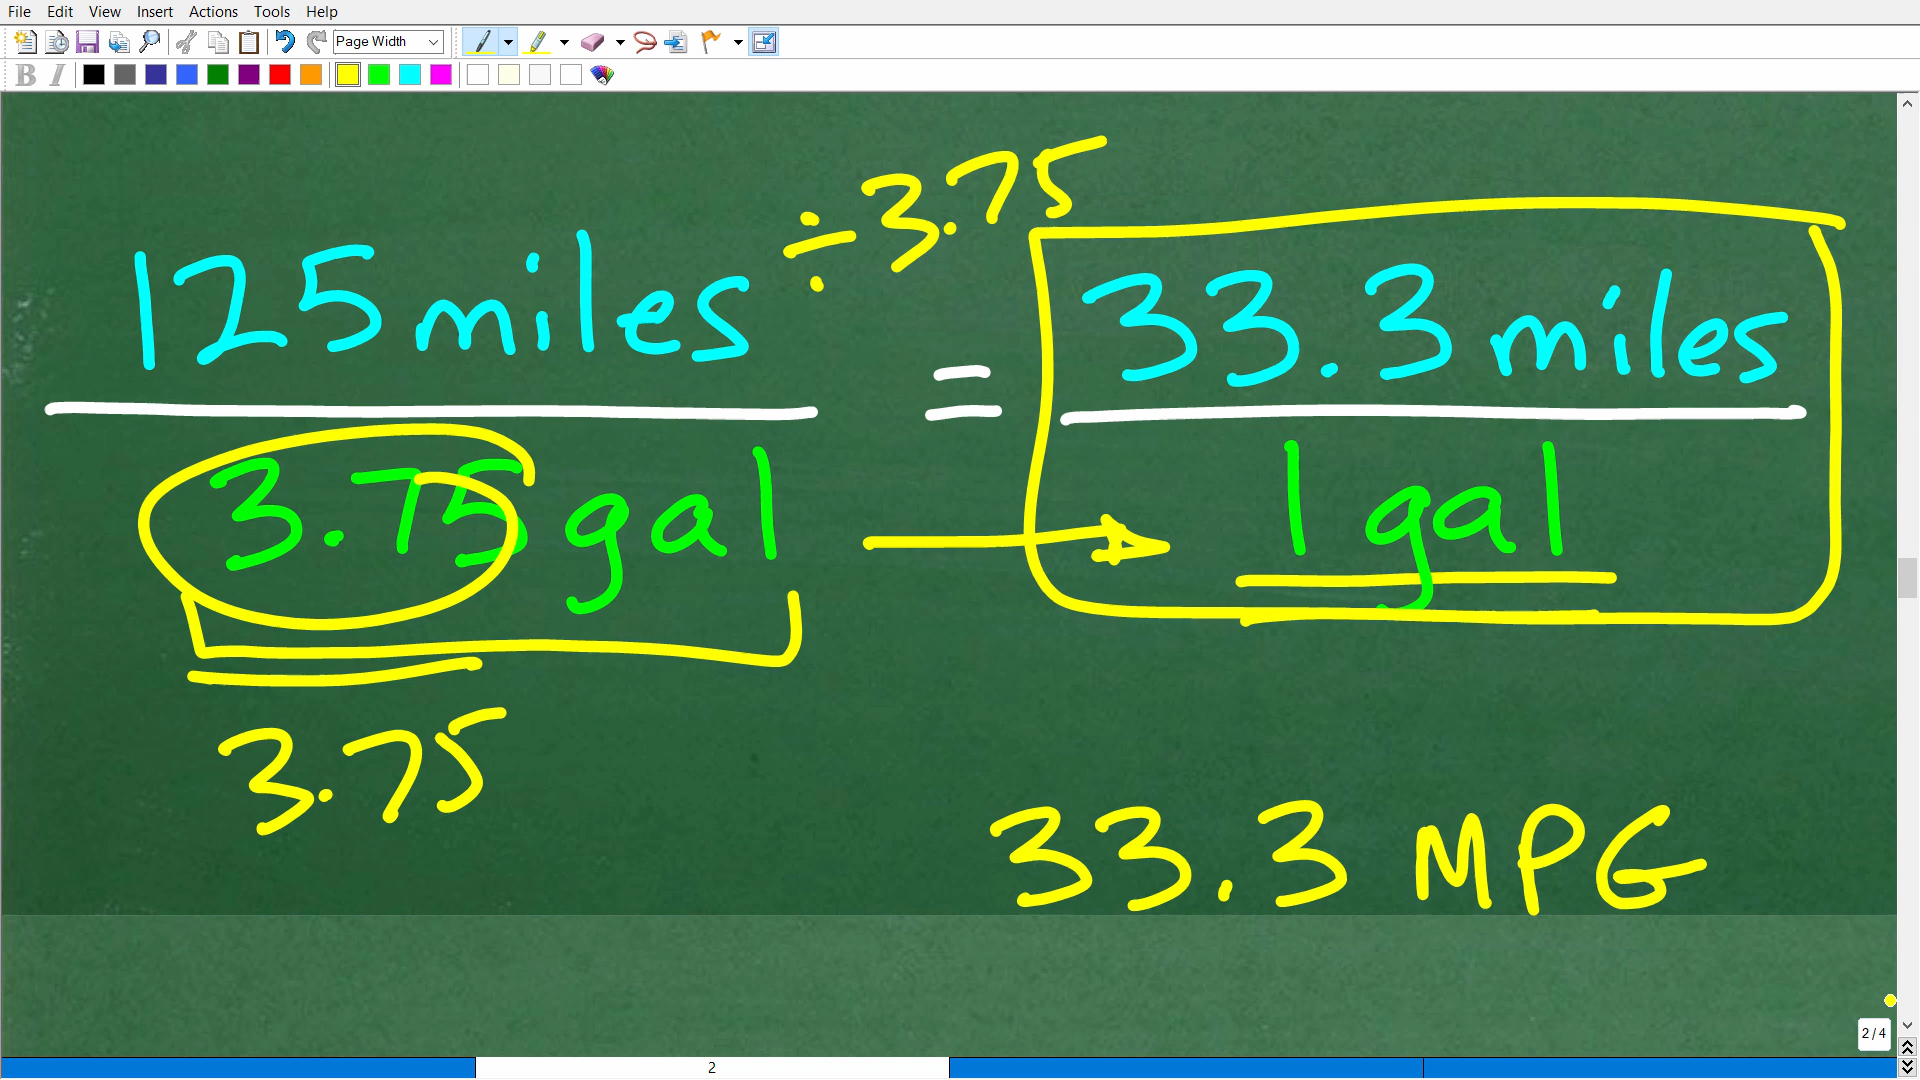 File Edit View Insert Actions Tools Help
Page Width
B I
÷ 3.75
125 miles = 33.3 miles
3.75 gal 1 gal
3.75
33.3 MPG
2 / 4
2